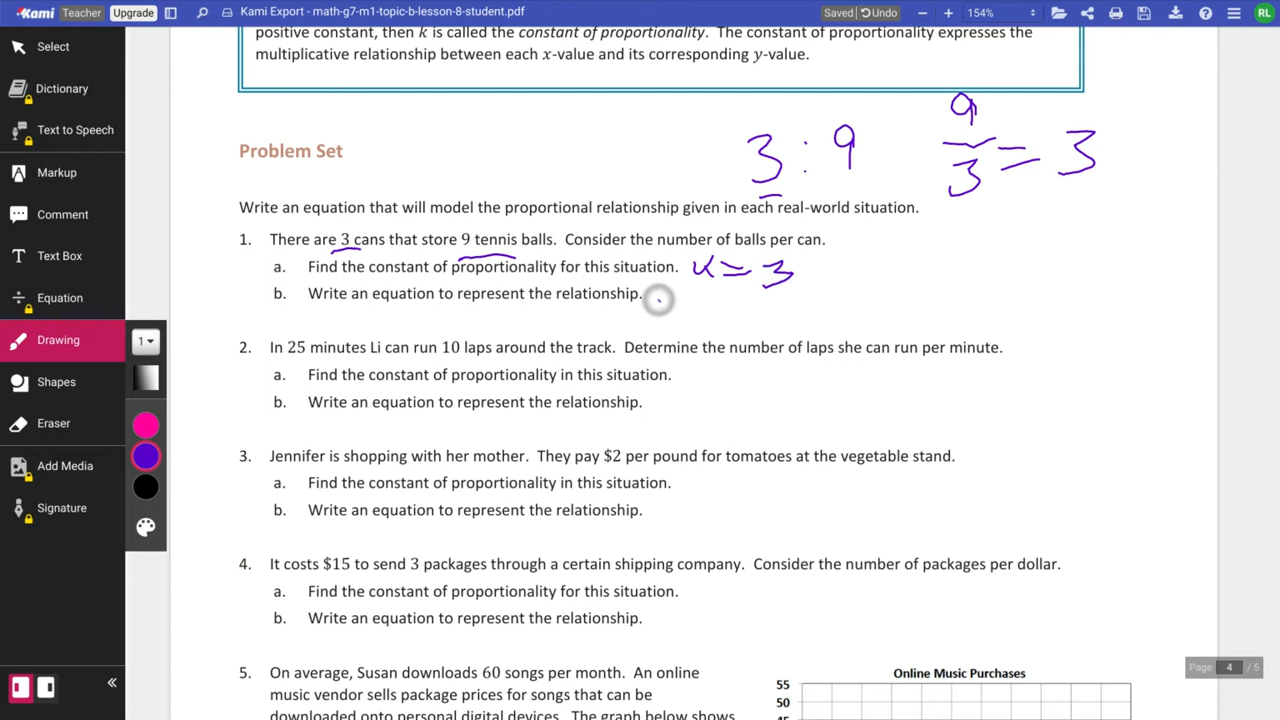 Kami Teacher Upgrade Kami Export - math-g7-m1-topic-b-lesson-8-student.pdf Saved Undo 154% RL
Select
Dictionary
Text to Speech
Markup
Comment
Text Box
Equation
Drawing
1
Shapes
Eraser
Add Media
Signature
positive constant, then k is called the constant of proportionality. The constant of proportionality expresses the
multiplicative relationship between each x-value and its corresponding y-value.
3 : 9
9/3 = 3
Problem Set
Write an equation that will model the proportional relationship given in each real-world situation.
1. There are 3 cans that store 9 tennis balls. Consider the number of balls per can.
a. Find the constant of proportionality for this situation. K = 3
b. Write an equation to represent the relationship.
2. In 25 minutes Li can run 10 laps around the track. Determine the number of laps she can run per minute.
a. Find the constant of proportionality in this situation.
b. Write an equation to represent the relationship.
3. Jennifer is shopping with her mother. They pay $2 per pound for tomatoes at the vegetable stand.
a. Find the constant of proportionality in this situation.
b. Write an equation to represent the relationship.
4. It costs $15 to send 3 packages through a certain shipping company. Consider the number of packages per dollar.
a. Find the constant of proportionality for this situation.
b. Write an equation to represent the relationship.
5. On average, Susan downloads 60 songs per month. An online
music vendor sells package prices for songs that can be
downloaded onto personal digital devices. The graph below shows
Online Music Purchases
55
50
45
Page 4 / 5